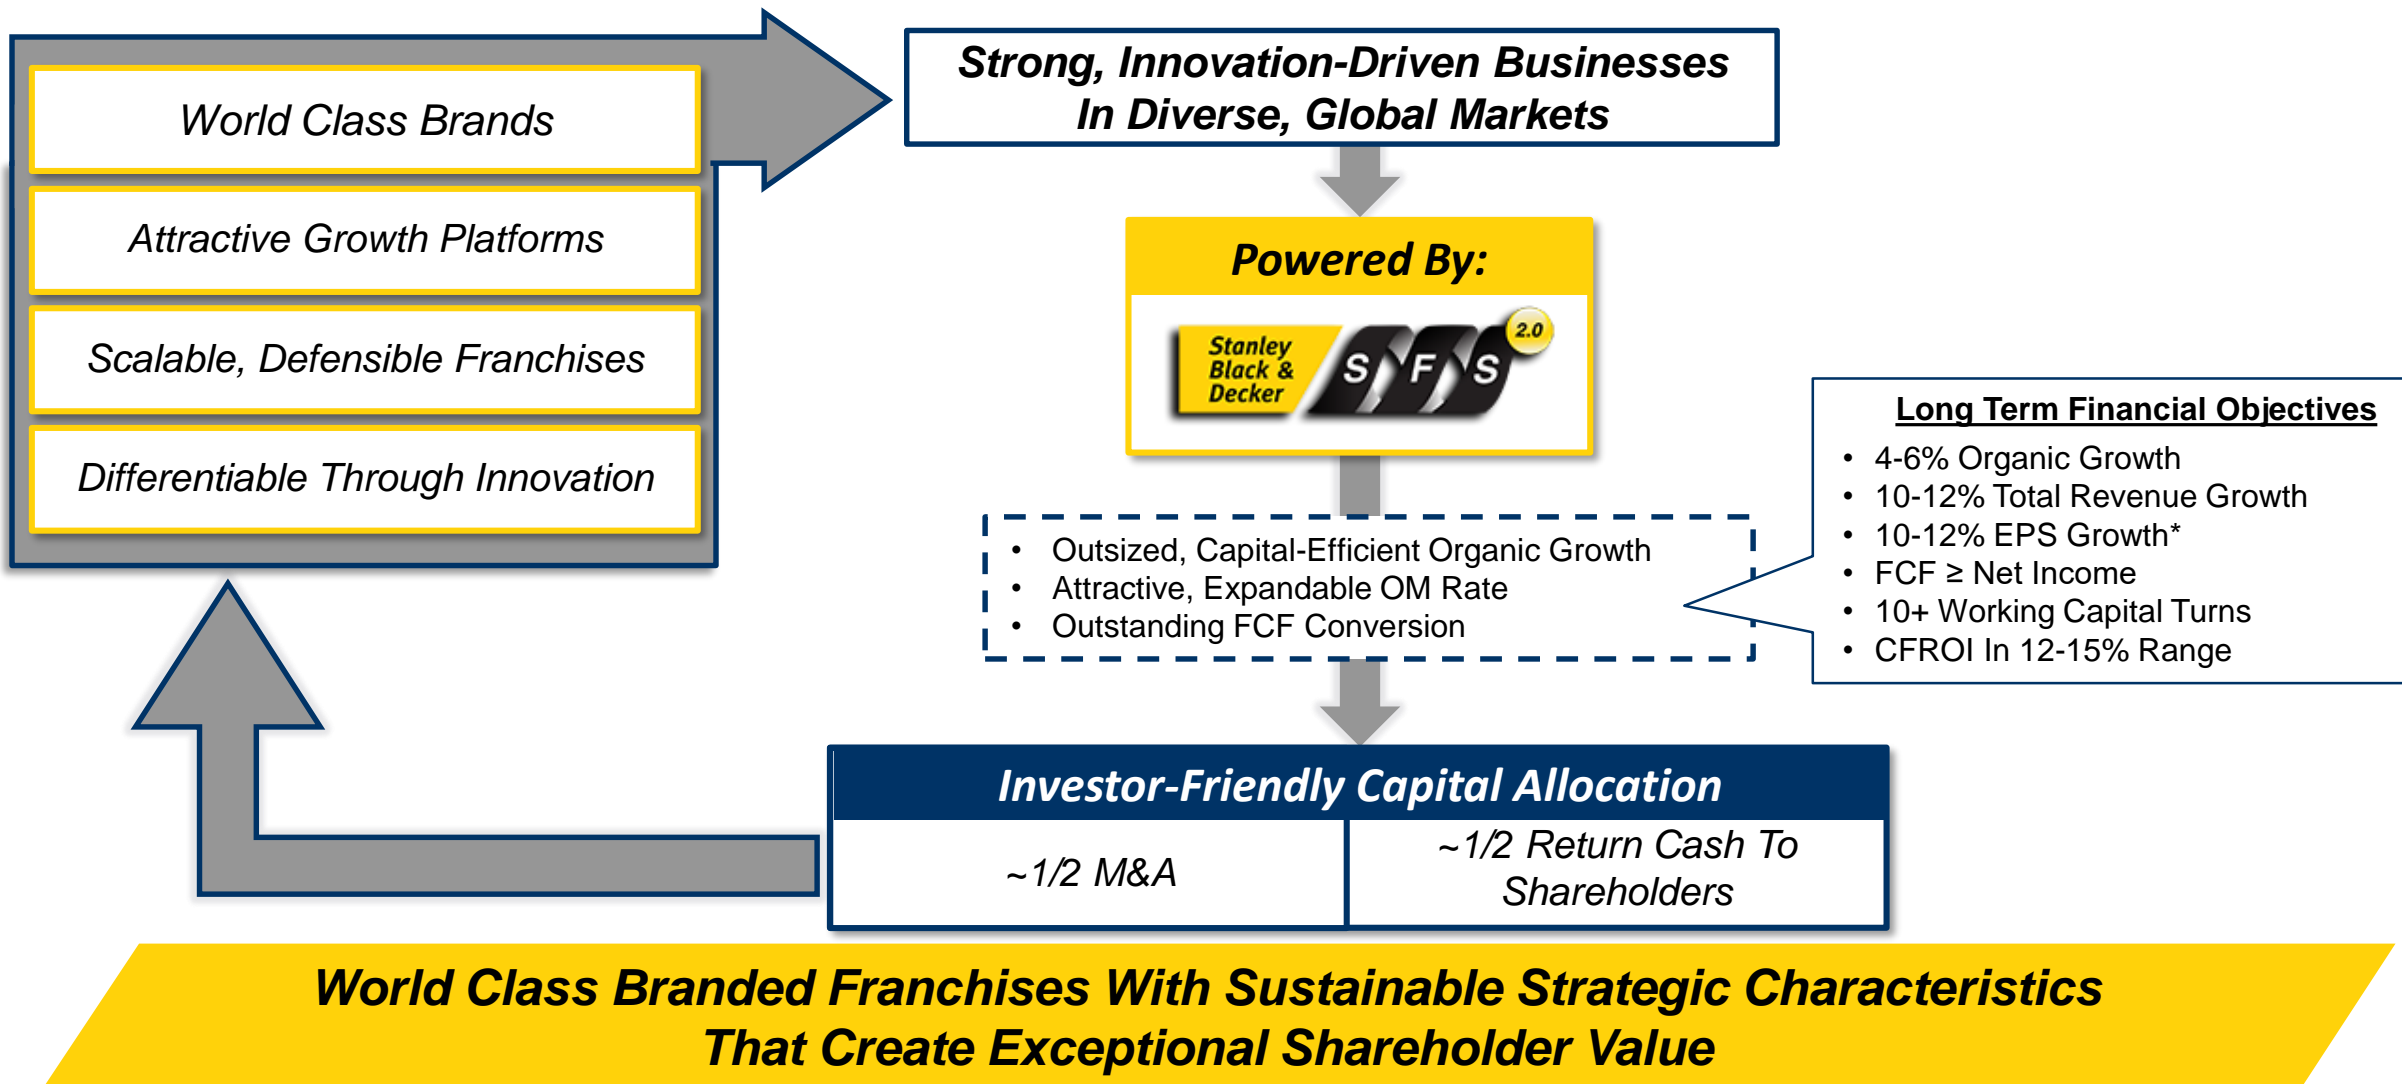 World Class Brands
Attractive Growth Platforms
Scalable, Defensible Franchises
Differentiable Through Innovation
Strong, Innovation-Driven Businesses
In Diverse, Global Markets
Powered By:
Stanley
Black &
Decker
SFS
2.0
• Outsized, Capital-Efficient Organic Growth
• Attractive, Expandable OM Rate
• Outstanding FCF Conversion
Long Term Financial Objectives
• 4-6% Organic Growth
• 10-12% Total Revenue Growth
• 10-12% EPS Growth*
• FCF ≥ Net Income
• 10+ Working Capital Turns
• CFROI In 12-15% Range
Investor-Friendly Capital Allocation
~1/2 M&A
~1/2 Return Cash To
Shareholders
World Class Branded Franchises With Sustainable Strategic Characteristics
That Create Exceptional Shareholder Value